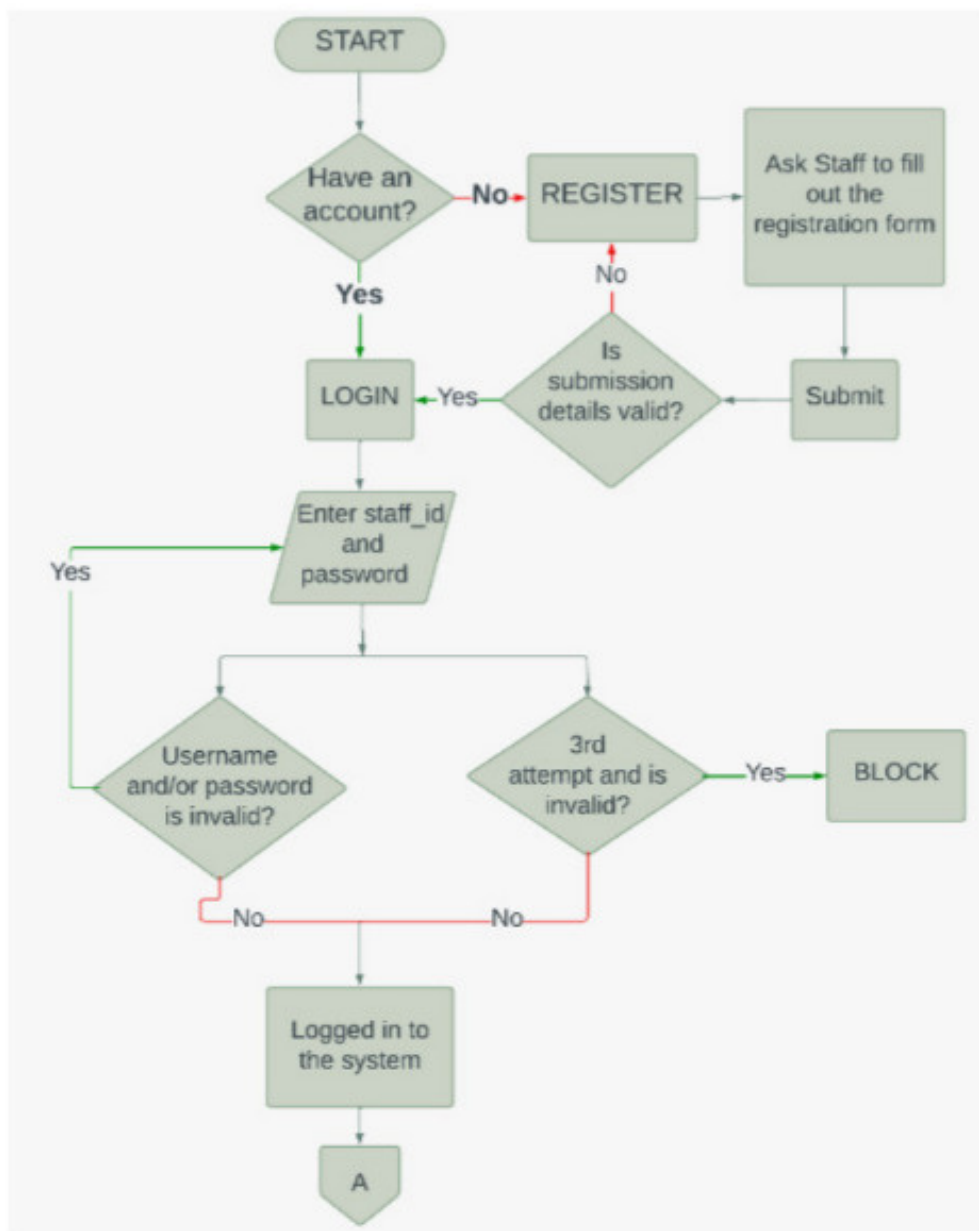 START
Have an
account?
No
REGISTER
Ask Staff to fill
out the
registration form
Yes
No
LOGIN
Yes
Is
submission
details valid?
Submit
Enter staff_id
and
password
Yes
Username
and/or password
is invalid?
3rd
attempt and is
invalid?
Yes
BLOCK
No
No
Logged in to
the system
A